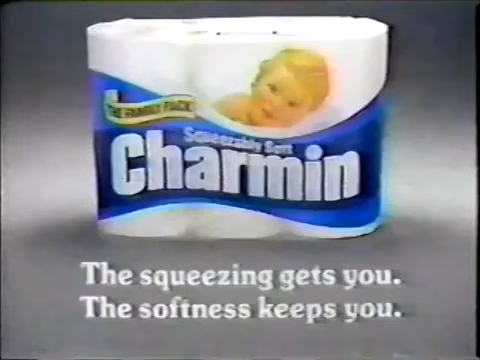 THE FAMILY PACK
Squeezably Soft
Charmin
The squeezing gets you.
The softness keeps you.